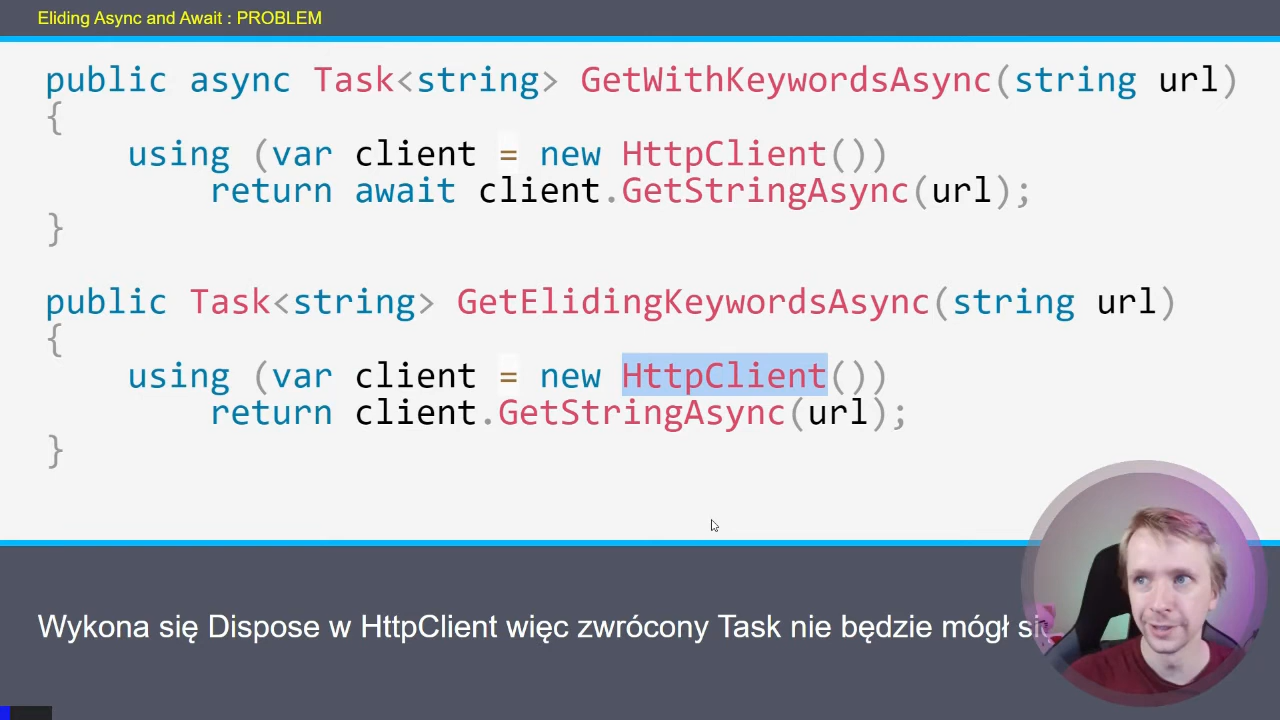 Eliding Async and Await : PROBLEM
public async Task<string> GetWithKeywordsAsync(string url)
{
using (var client = new HttpClient())
return await client.GetStringAsync(url);
}
public Task<string> GetElidingKeywordsAsync(string url)
{
using (var client = new HttpClient())
return client.GetStringAsync(url);
}
Wykona się Dispose w HttpClient więc zwrócony Task nie będzie mógł